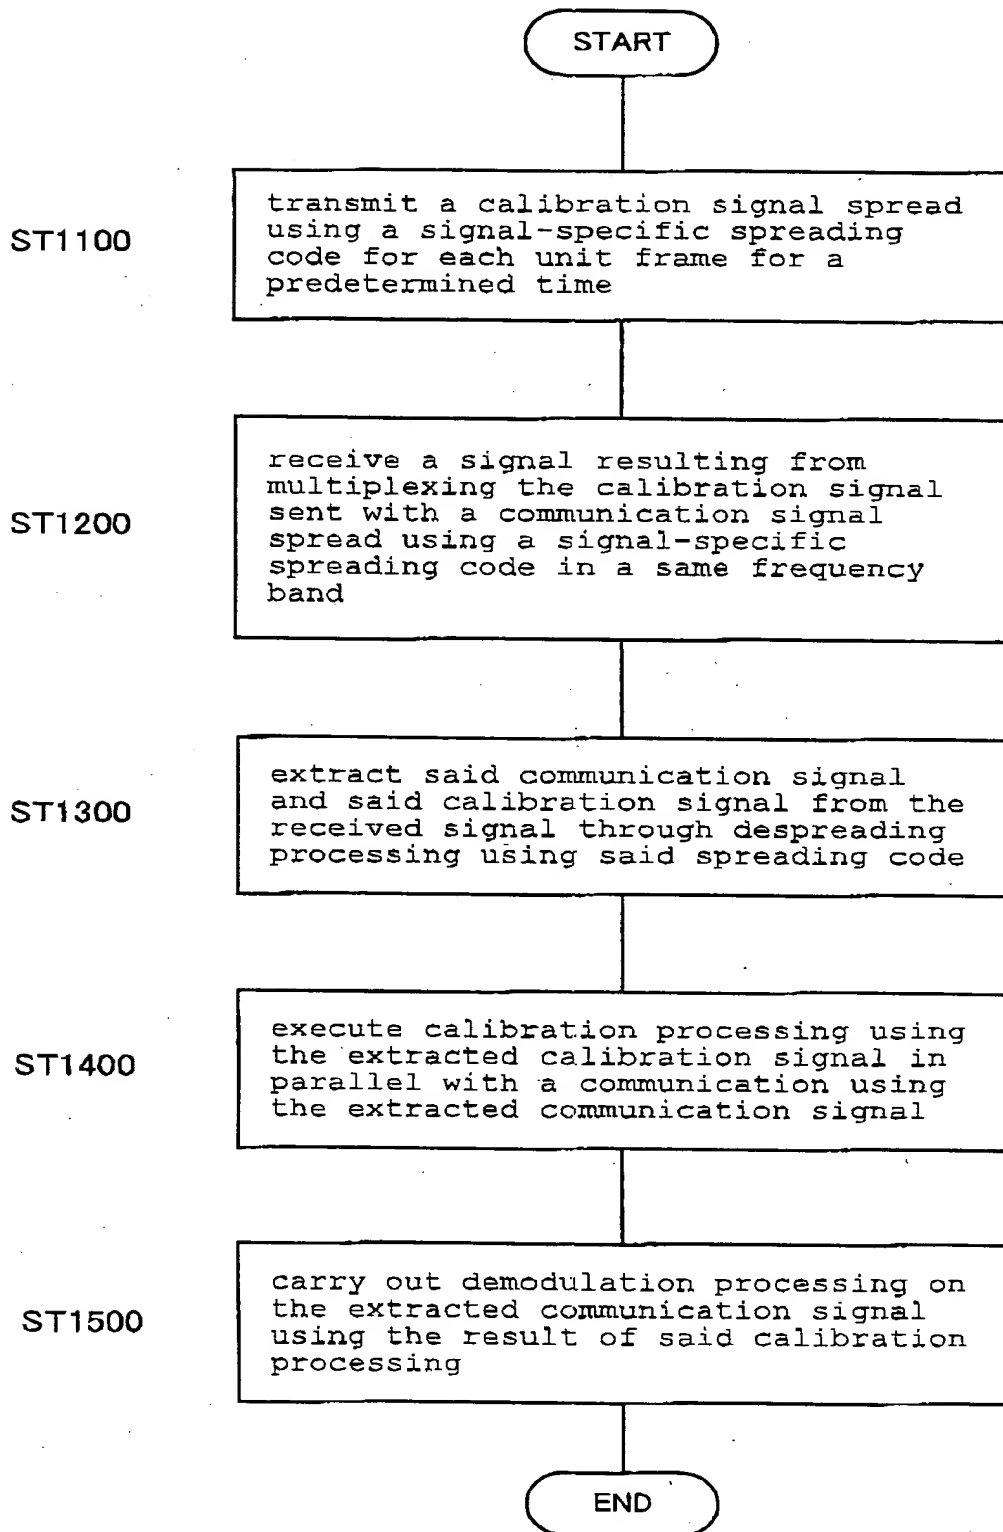 START
ST1100
transmit a calibration signal spread
using a signal-specific spreading
code for each unit frame for a
predetermined time
ST1200
receive a signal resulting from
multiplexing the calibration signal
sent with a communication signal
spread using a signal-specific
spreading code in a same frequency
band
ST1300
extract said communication signal
and said calibration signal from the
received signal through despreading
processing using said spreading code
ST1400
execute calibration processing using
the extracted calibration signal in
parallel with a communication using
the extracted communication signal
ST1500
carry out demodulation processing on
the extracted communication signal
using the result of said calibration
processing
END